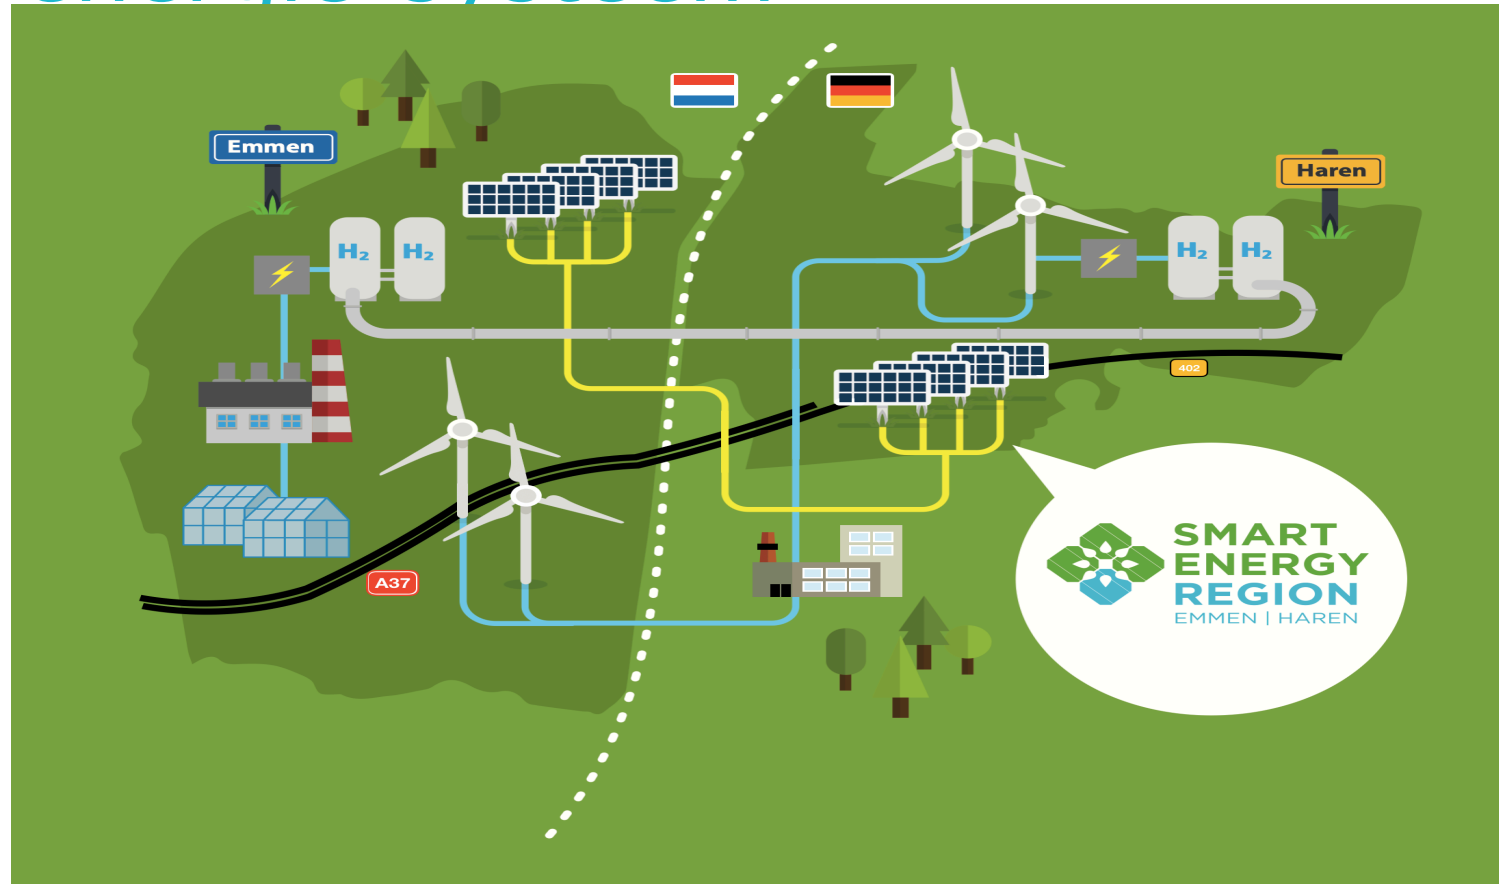 Emmen
Haren
H₂
H₂
H₂
H₂
402
A37
SMART
ENERGY
REGION
EMMEN | HAREN